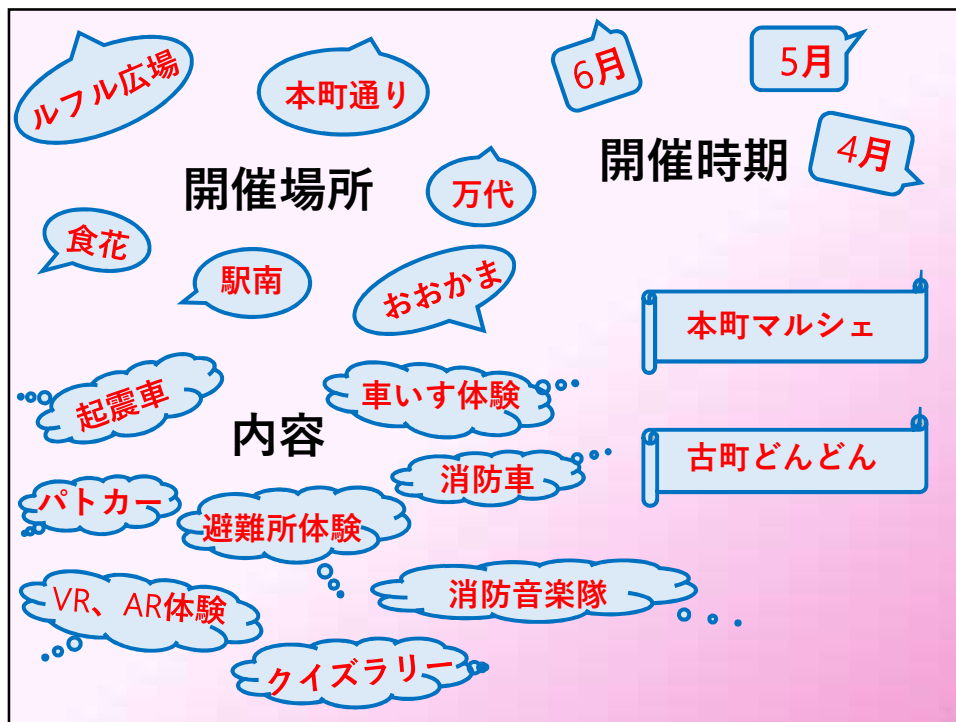 ルフル広場
本町通り
6月
5月
開催場所
開催時期
4月
万代
食花
駅南
おおかま
本町マルシェ
起震車
車いす体験
内容
古町どんどん
消防車
パトカー
避難所体験
VR、AR体験
消防音楽隊
クイズラリー